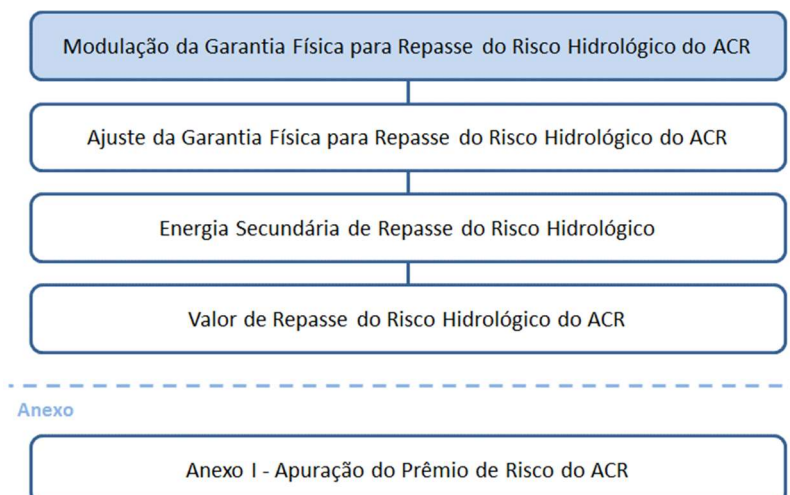 Modulação da Garantia Física para Repasse do Risco Hidrológico do ACR
Ajuste da Garantia Física para Repasse do Risco Hidrológico do ACR
Energia Secundária de Repasse do Risco Hidrológico
Valor de Repasse do Risco Hidrológico do ACR
Anexo
Anexo I - Apuração do Prêmio de Risco do ACR